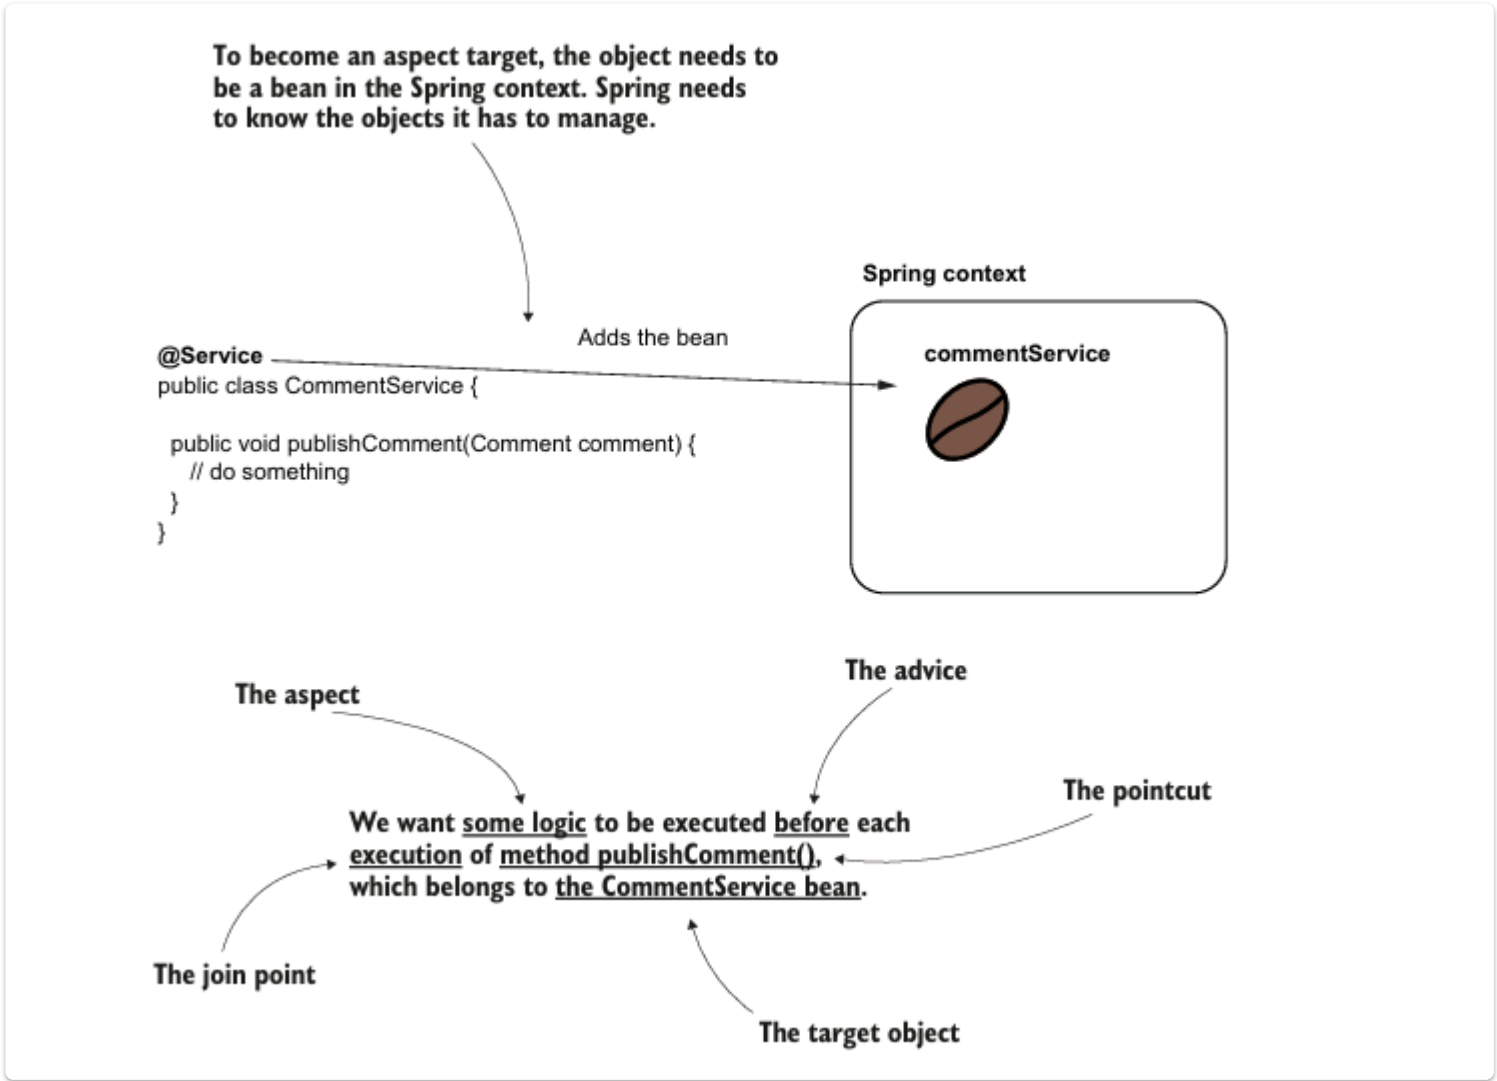 To become an aspect target, the object needs to
be a bean in the Spring context. Spring needs
to know the objects it has to manage.
Spring context
Adds the bean
commentService
@Service
public class CommentService {
public void publishComment(Comment comment) {
// do something
}
}
The advice
The aspect
The pointcut
We want some logic to be executed before each
execution of method publishComment(),
which belongs to the CommentService bean.
The join point
The target object